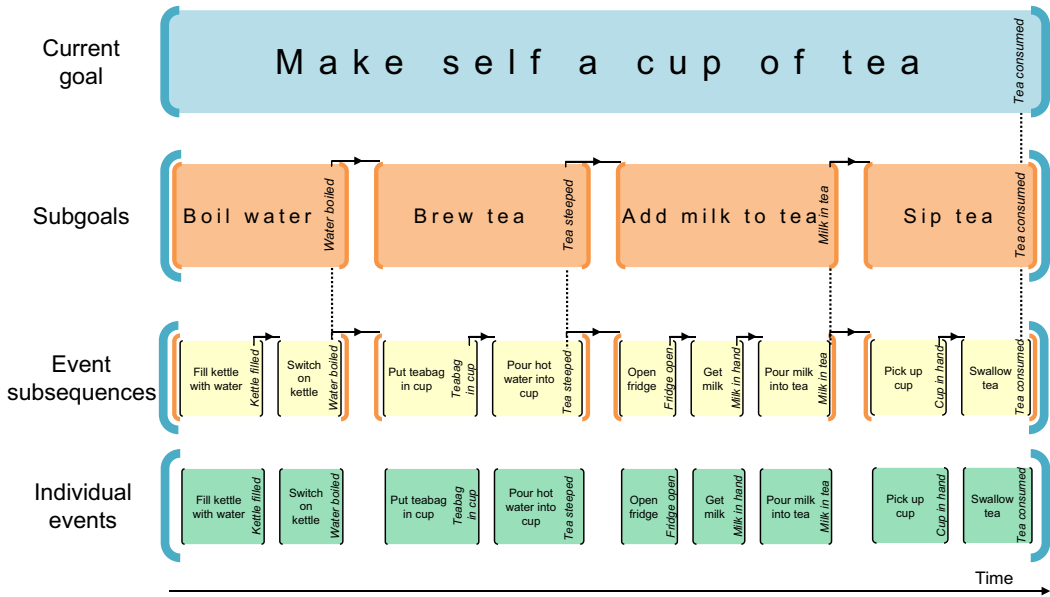 Current
goal
Make self a cup of tea
Tea consumed
Subgoals
Boil water
Water boiled
Brew tea
Tea steeped
Add milk to tea
Milk in tea
Sip tea
Tea consumed
Event
subsequences
Fill kettle
with water
Kettle filled
Switch
on
kettle
Water boiled
Put teabag
in cup
Teabag
in cup
Pour hot
water into
cup
Tea steeped
Open
fridge
Fridge open
Get
milk
Milk in hand
Pour milk
into tea
Milk in tea
Pick up
cup
Cup in hand
Swallow
tea
Tea consumed
Individual
events
Fill kettle
with water
Kettle filled
Switch
on
kettle
Water boiled
Put teabag
in cup
Teabag
in cup
Pour hot
water into
cup
Tea steeped
Open
fridge
Fridge open
Get
milk
Milk in hand
Pour milk
into tea
Milk in tea
Pick up
cup
Cup in hand
Swallow
tea
Tea consumed
Time